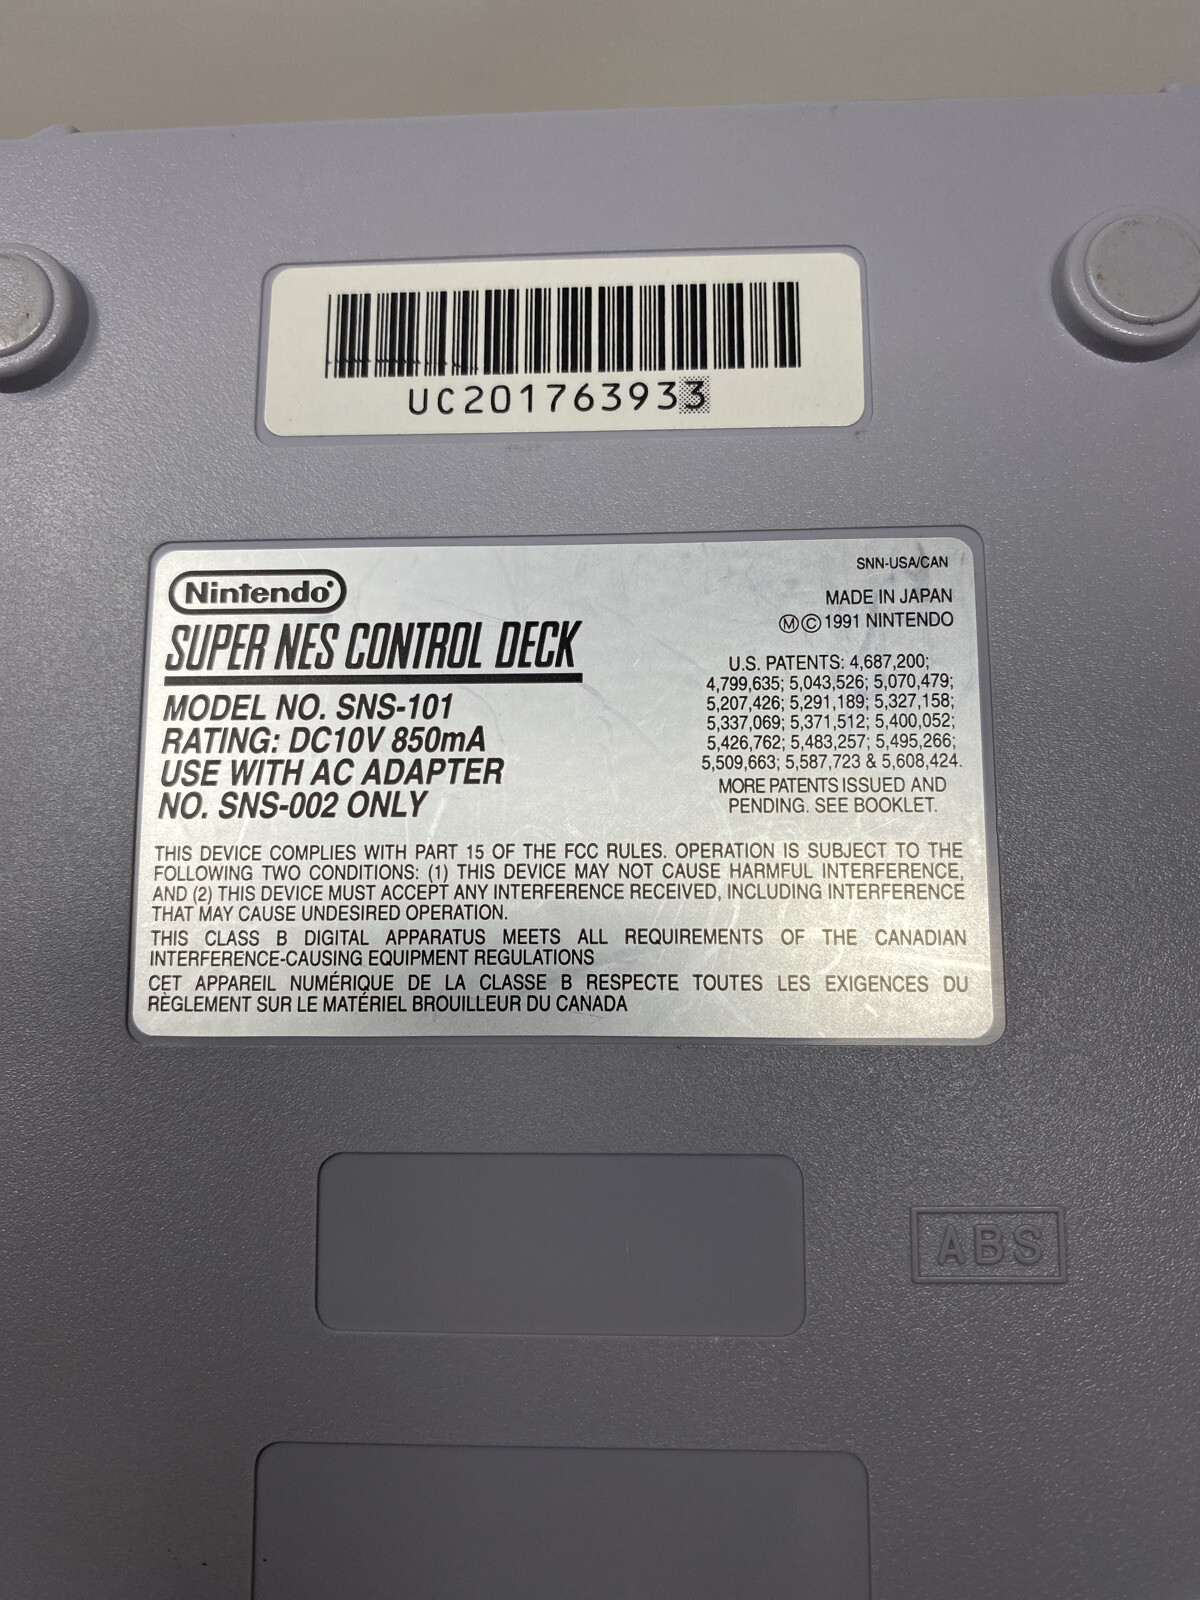 UC201763933
Nintendo®
SUPER NES CONTROL DECK
MODEL NO. SNS-101
RATING: DC10V 850mA
USE WITH AC ADAPTER
NO. SNS-002 ONLY
SNN-USA/CAN
MADE IN JAPAN
Ⓜ©1991 NINTENDO
U.S. PATENTS: 4,687,200;
4,799,635; 5,043,526; 5,070,479;
5,207,426; 5,291,189; 5,327,158;
5,337,069; 5,371,512; 5,400,052;
5,426,762; 5,483,257; 5,495,266;
5,509,663; 5,587,723 & 5,608,424.
MORE PATENTS ISSUED AND
PENDING. SEE BOOKLET.
THIS DEVICE COMPLIES WITH PART 15 OF THE FCC RULES. OPERATION IS SUBJECT TO THE
FOLLOWING TWO CONDITIONS: (1) THIS DEVICE MAY NOT CAUSE HARMFUL INTERFERENCE,
AND (2) THIS DEVICE MUST ACCEPT ANY INTERFERENCE RECEIVED, INCLUDING INTERFERENCE
THAT MAY CAUSE UNDESIRED OPERATION.
THIS CLASS B DIGITAL APPARATUS MEETS ALL REQUIREMENTS OF THE CANADIAN
INTERFERENCE-CAUSING EQUIPMENT REGULATIONS
CET APPAREIL NUMÉRIQUE DE LA CLASSE B RESPECTE TOUTES LES EXIGENCES DU
RÈGLEMENT SUR LE MATÉRIEL BROUILLEUR DU CANADA
ABS